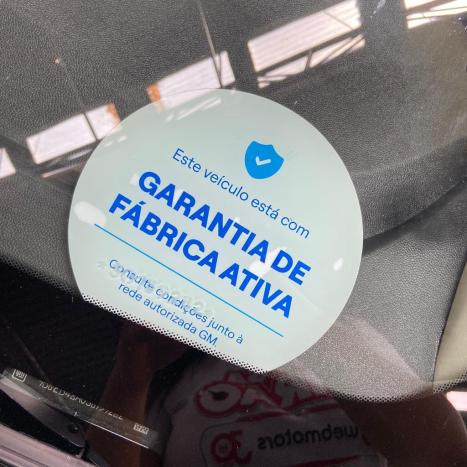 Este veículo está com
GARANTIA DE
FÁBRICA ATIVA
Consulte condições junto à
rede autorizada GM.
webmotors